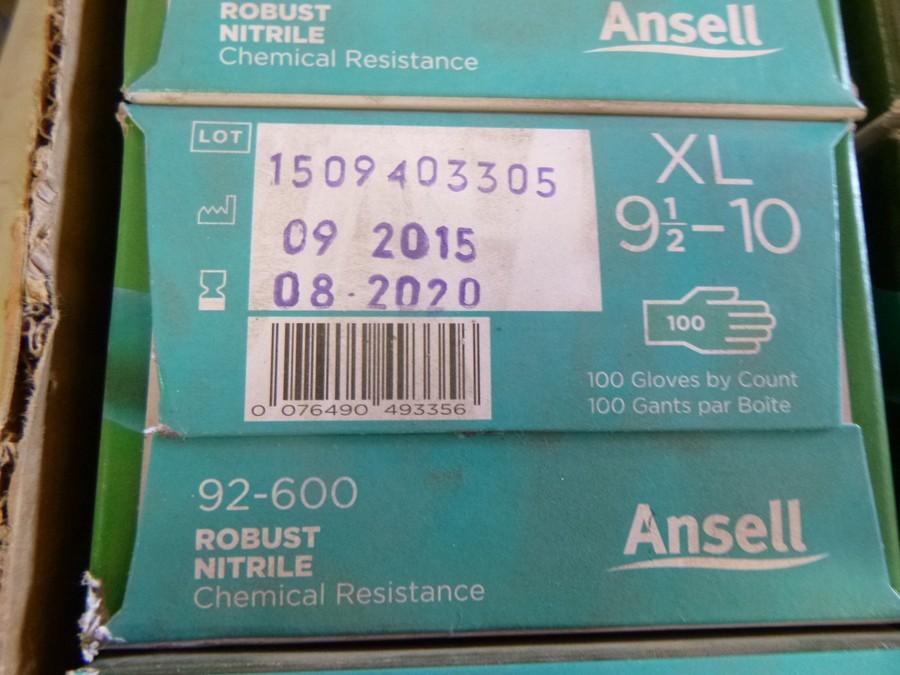 ROBUST
NITRILE
Chemical Resistance
Ansell
LOT
1509403305
09 2015
08·2020
XL
9½–10
100
100 Gloves by Count
100 Gants par Boîte
0 076490 493356
92-600
ROBUST
NITRILE
Chemical Resistance
Ansell